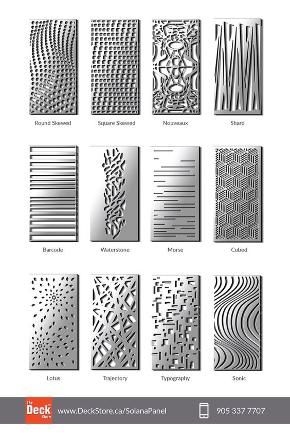 Round Skewed Square Skewed Nouveaux Shard
Barcode Waterstone Morse Cubed
Lotus Trajectory Typography Sonic
The
Deck
Store
www.DeckStore.ca/SolanaPanel 905 337 7707